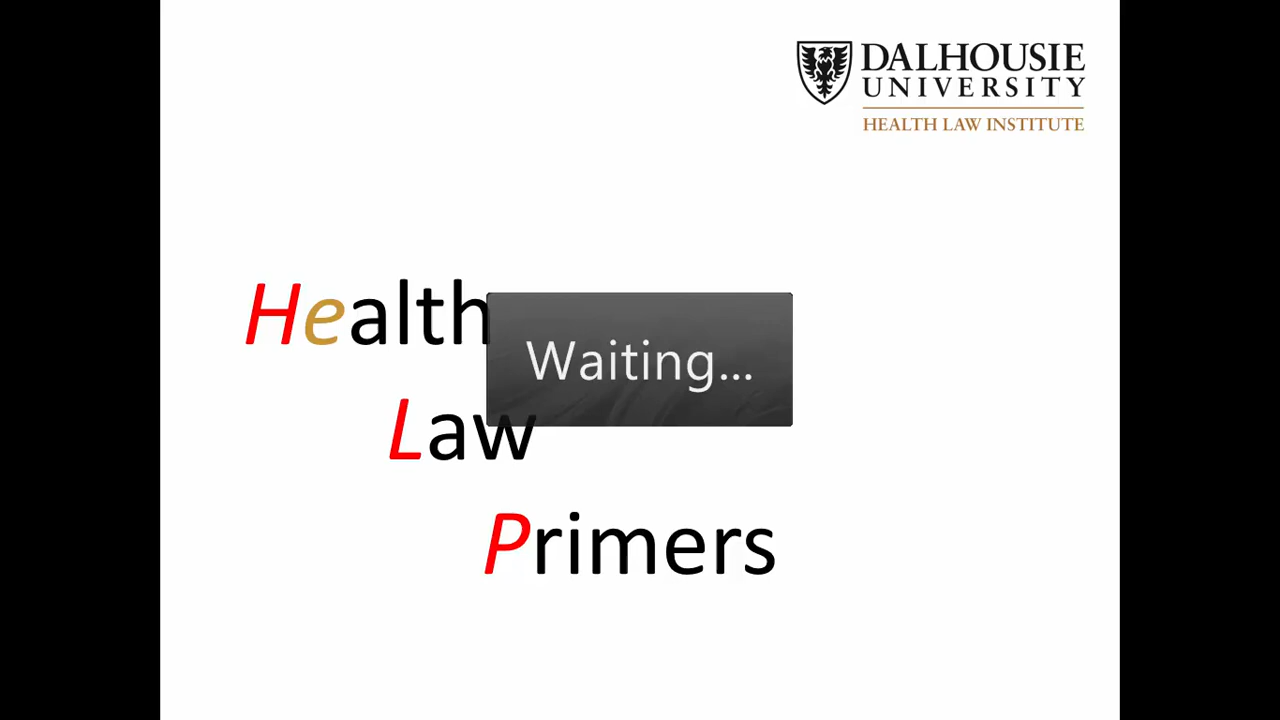 DALHOUSIE
UNIVERSITY
HEALTH LAW INSTITUTE
Health
Waiting...
Law
Primers